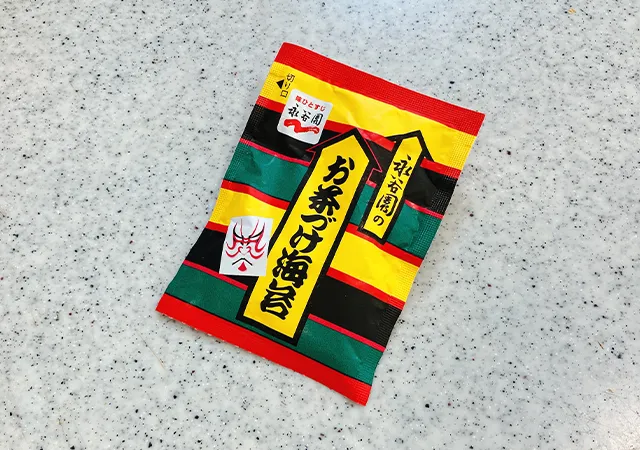 切り口
味ひとすじ
永谷園
永谷園の
お茶づけ海苔